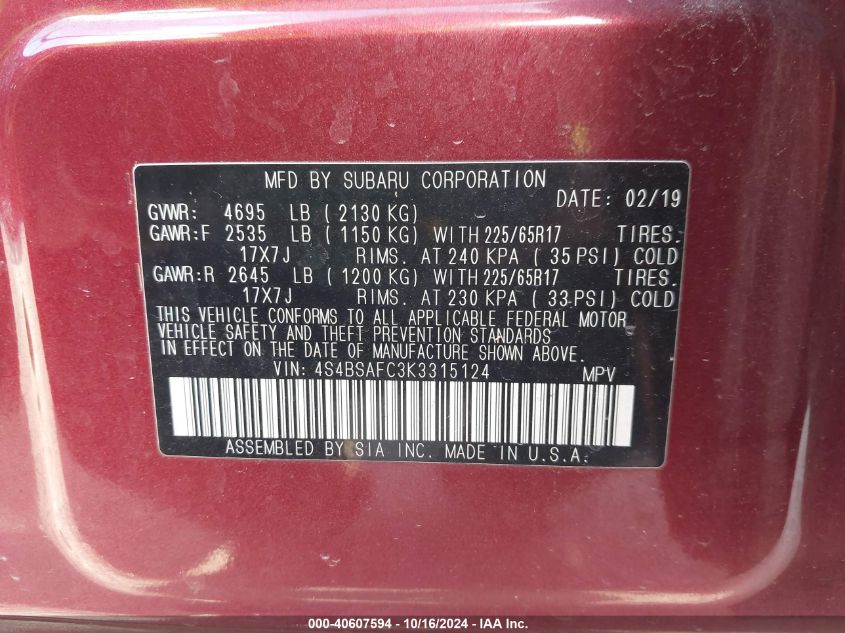 MFD BY SUBARU CORPORATION
DATE: 02/19
GVWR: 4695 LB ( 2130 KG)
GAWR:F 2535 LB ( 1150 KG) WITH 225/65R17 TIRES.
17X7J RIMS. AT 240 KPA ( 35 PSI) COLD
GAWR:R 2645 LB ( 1200 KG) WITH 225/65R17 TIRES.
17X7J RIMS. AT 230 KPA ( 33 PSI) COLD
THIS VEHICLE CONFORMS TO ALL APPLICABLE FEDERAL MOTOR
VEHICLE SAFETY AND THEFT PREVENTION STANDARDS
IN EFFECT ON THE DATE OF MANUFACTURE SHOWN ABOVE.
VIN: 4S4BSAFC3K3315124 MPV
ASSEMBLED BY SIA INC. MADE IN U.S.A.
000-40607594 - 10/16/2024 - IAA Inc.